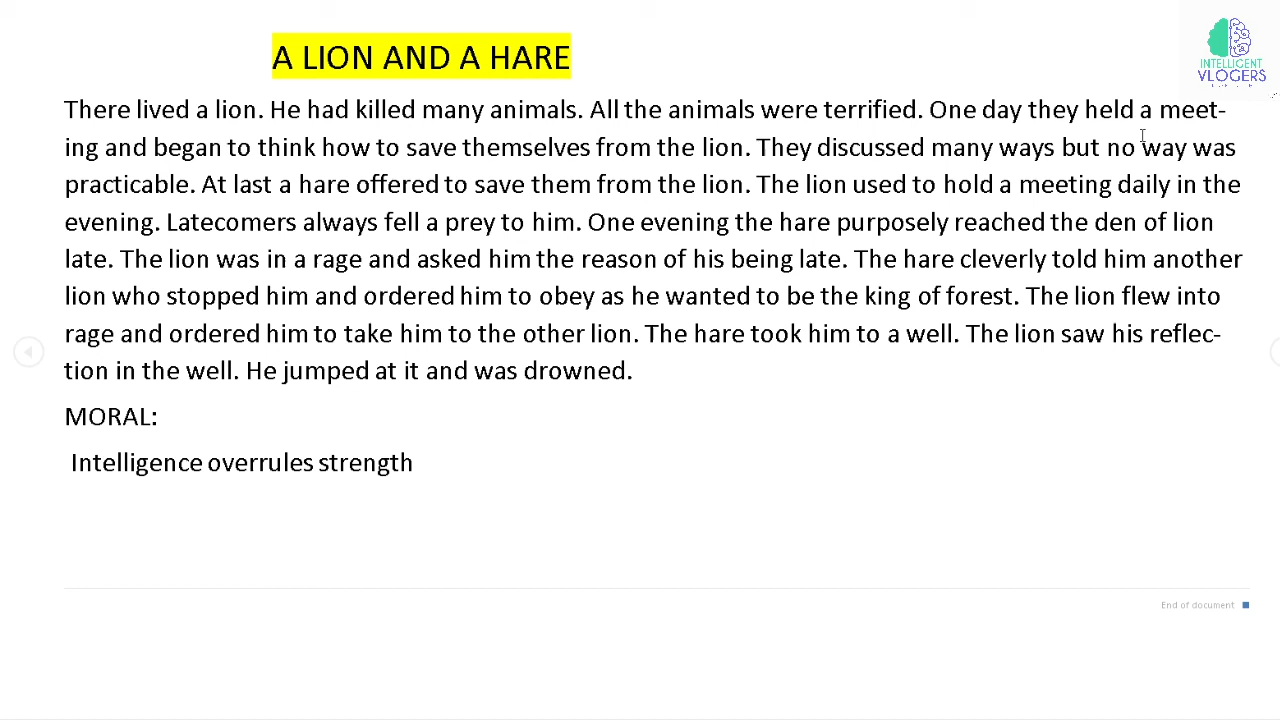 A LION AND A HARE
INTELLIGENT
VLOGERS
There lived a lion. He had killed many animals. All the animals were terrified. One day they held a meet-
ing and began to think how to save themselves from the lion. They discussed many ways but no way was
practicable. At last a hare offered to save them from the lion. The lion used to hold a meeting daily in the
evening. Latecomers always fell a prey to him. One evening the hare purposely reached the den of lion
late. The lion was in a rage and asked him the reason of his being late. The hare cleverly told him another
lion who stopped him and ordered him to obey as he wanted to be the king of forest. The lion flew into
rage and ordered him to take him to the other lion. The hare took him to a well. The lion saw his reflec-
tion in the well. He jumped at it and was drowned.
MORAL:
Intelligence overrules strength
End of document